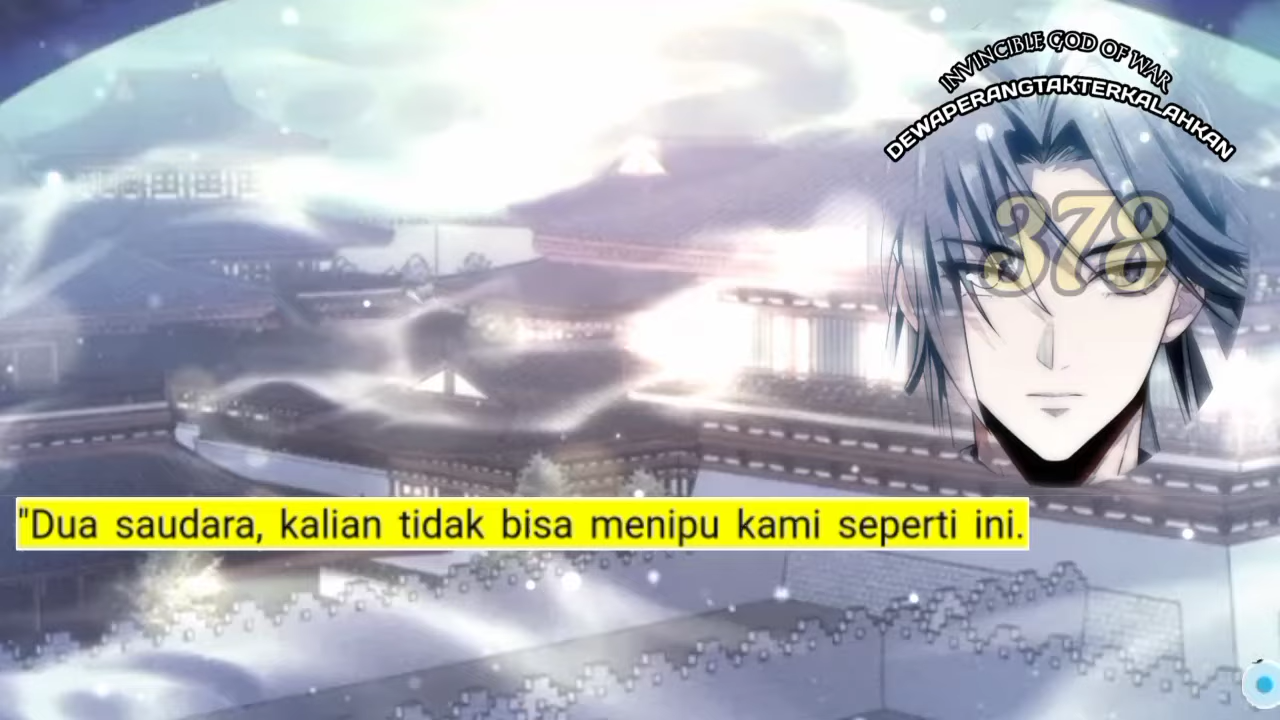 INVINCIBLE GOD OF WAR
DEWAPERANGTAKTERKALAHKAN
378
"Dua saudara, kalian tidak bisa menipu kami seperti ini.